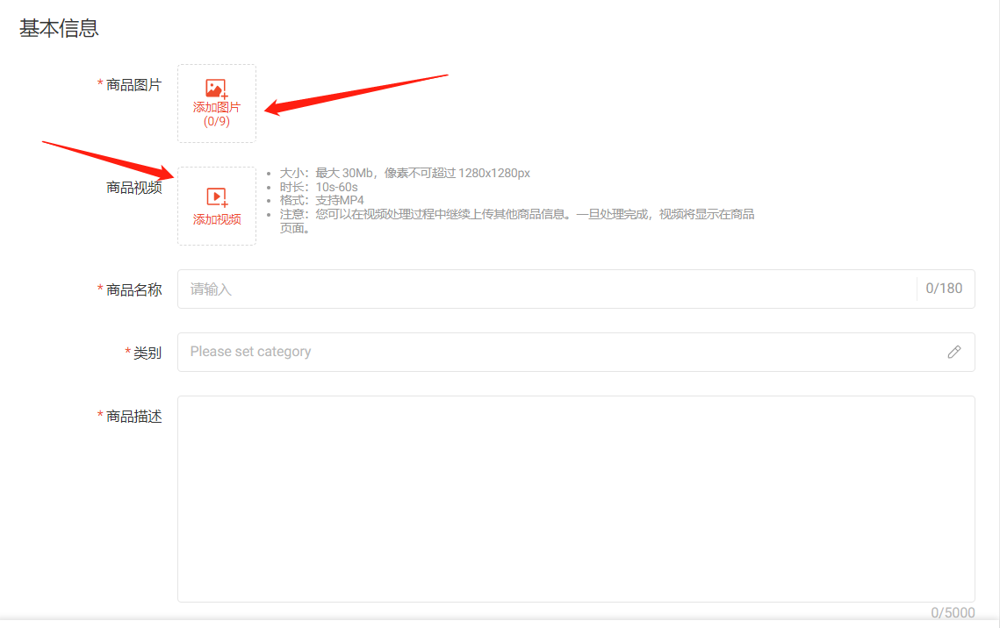 基本信息
* 商品图片
添加图片
(0/9)
商品视频
添加视频
大小：最大 30Mb，像素不可超过 1280x1280px
时长：10s-60s
格式：支持MP4
注意：您可以在视频处理过程中继续上传其他商品信息。一旦处理完成，视频将显示在商品
页面。
* 商品名称
请输入
0/180
* 类别
Please set category
* 商品描述
0/5000